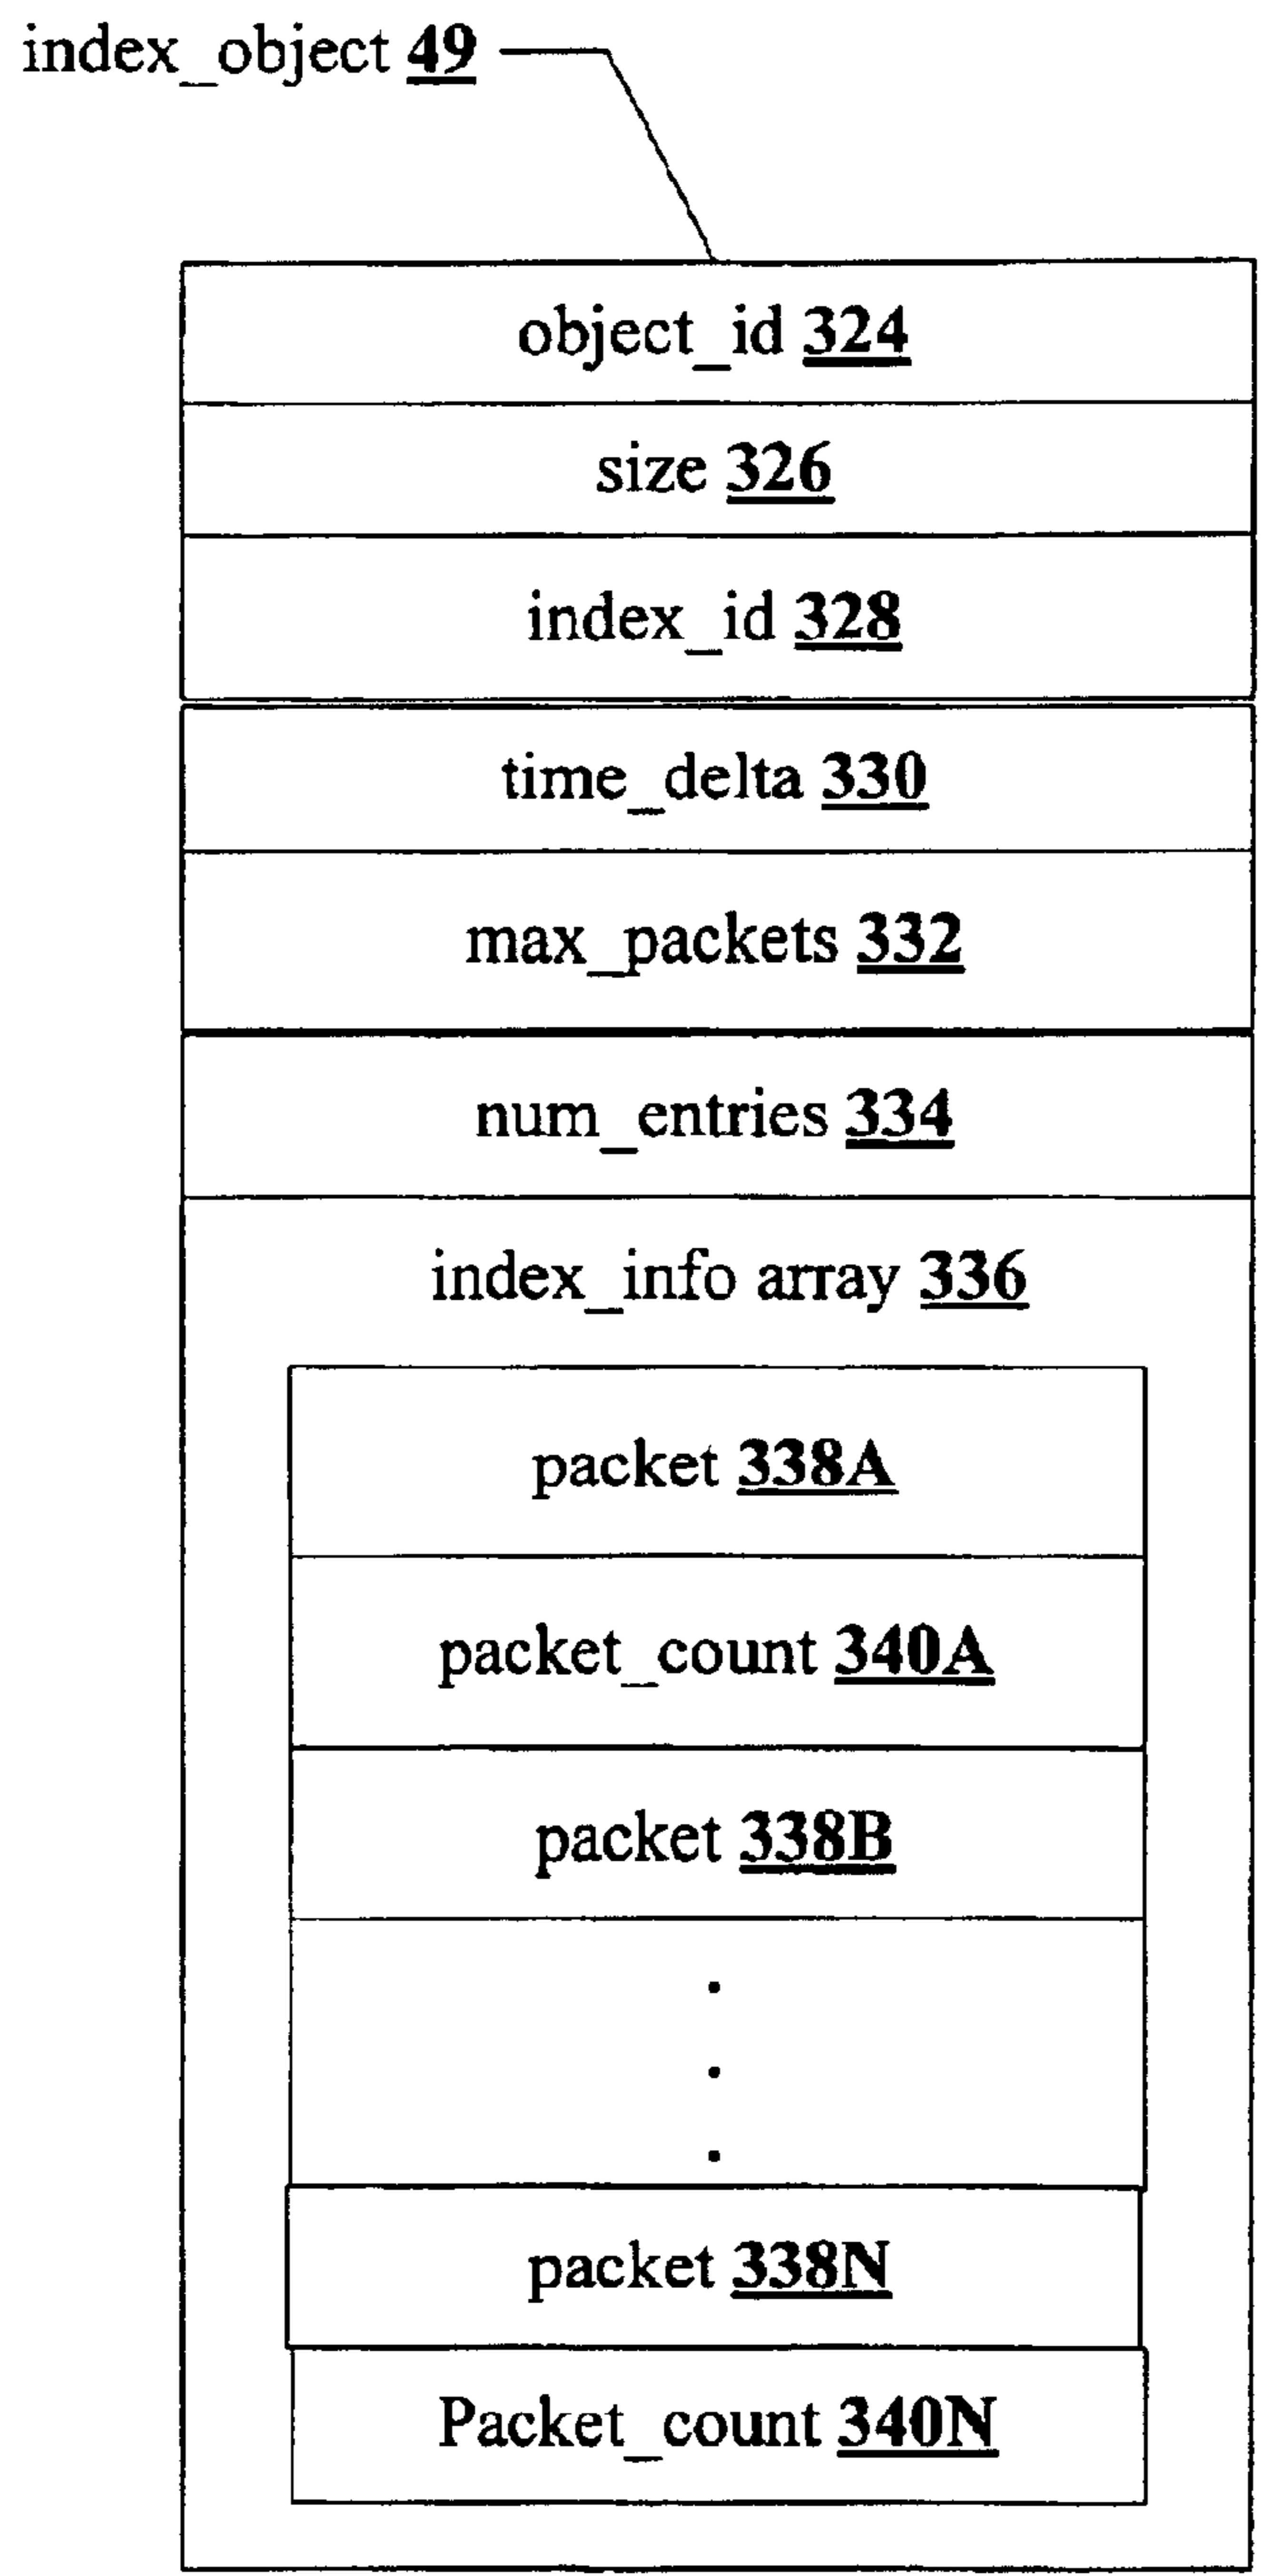 index_object 49
object_id 324
size 326
index_id 328
time_delta 330
max_packets 332
num_entries 334
index_info array 336
packet 338A
packet_count 340A
packet 338B
packet 338N
Packet_count 340N